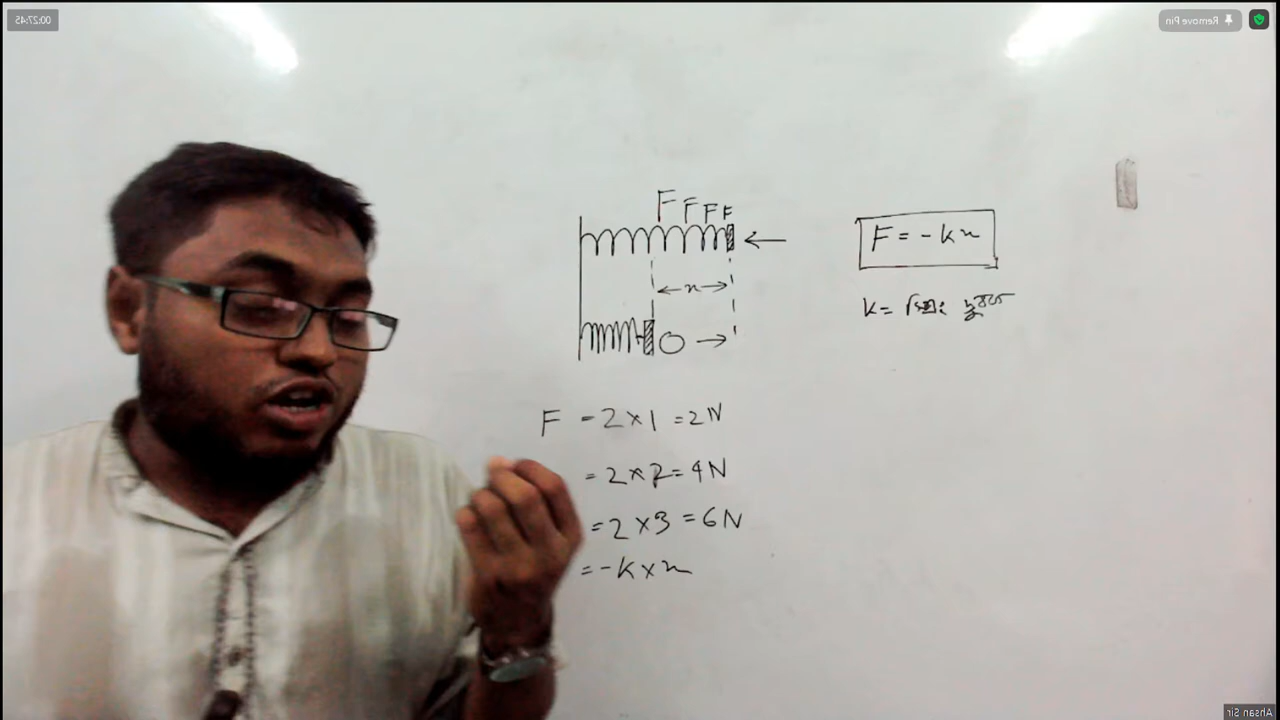 00:27:45
Remove Pin
F F F F
F = - kx
x
k = স্প্রিং ধ্রুবক
F = 2 × 1 = 2N
= 2 × 2 = 4N
= 2 × 3 = 6N
= - k × x
Ahsan Sir